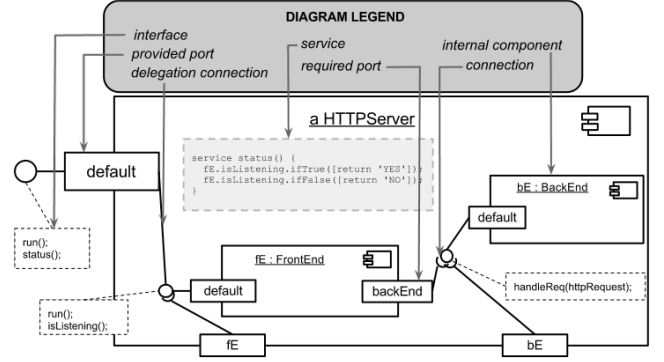 DIAGRAM LEGEND
interface
provided port
delegation connection
service
required port
internal component
connection
a HTTPServer
default
service status() {
fE.isListening.ifTrue([return 'YES']);
fE.isListening.ifFalse([return 'NO']);
}
bE : BackEnd
default
run();
status();
fE : FrontEnd
default
backEnd
handleReq(httpRequest);
run();
isListening();
fE
bE